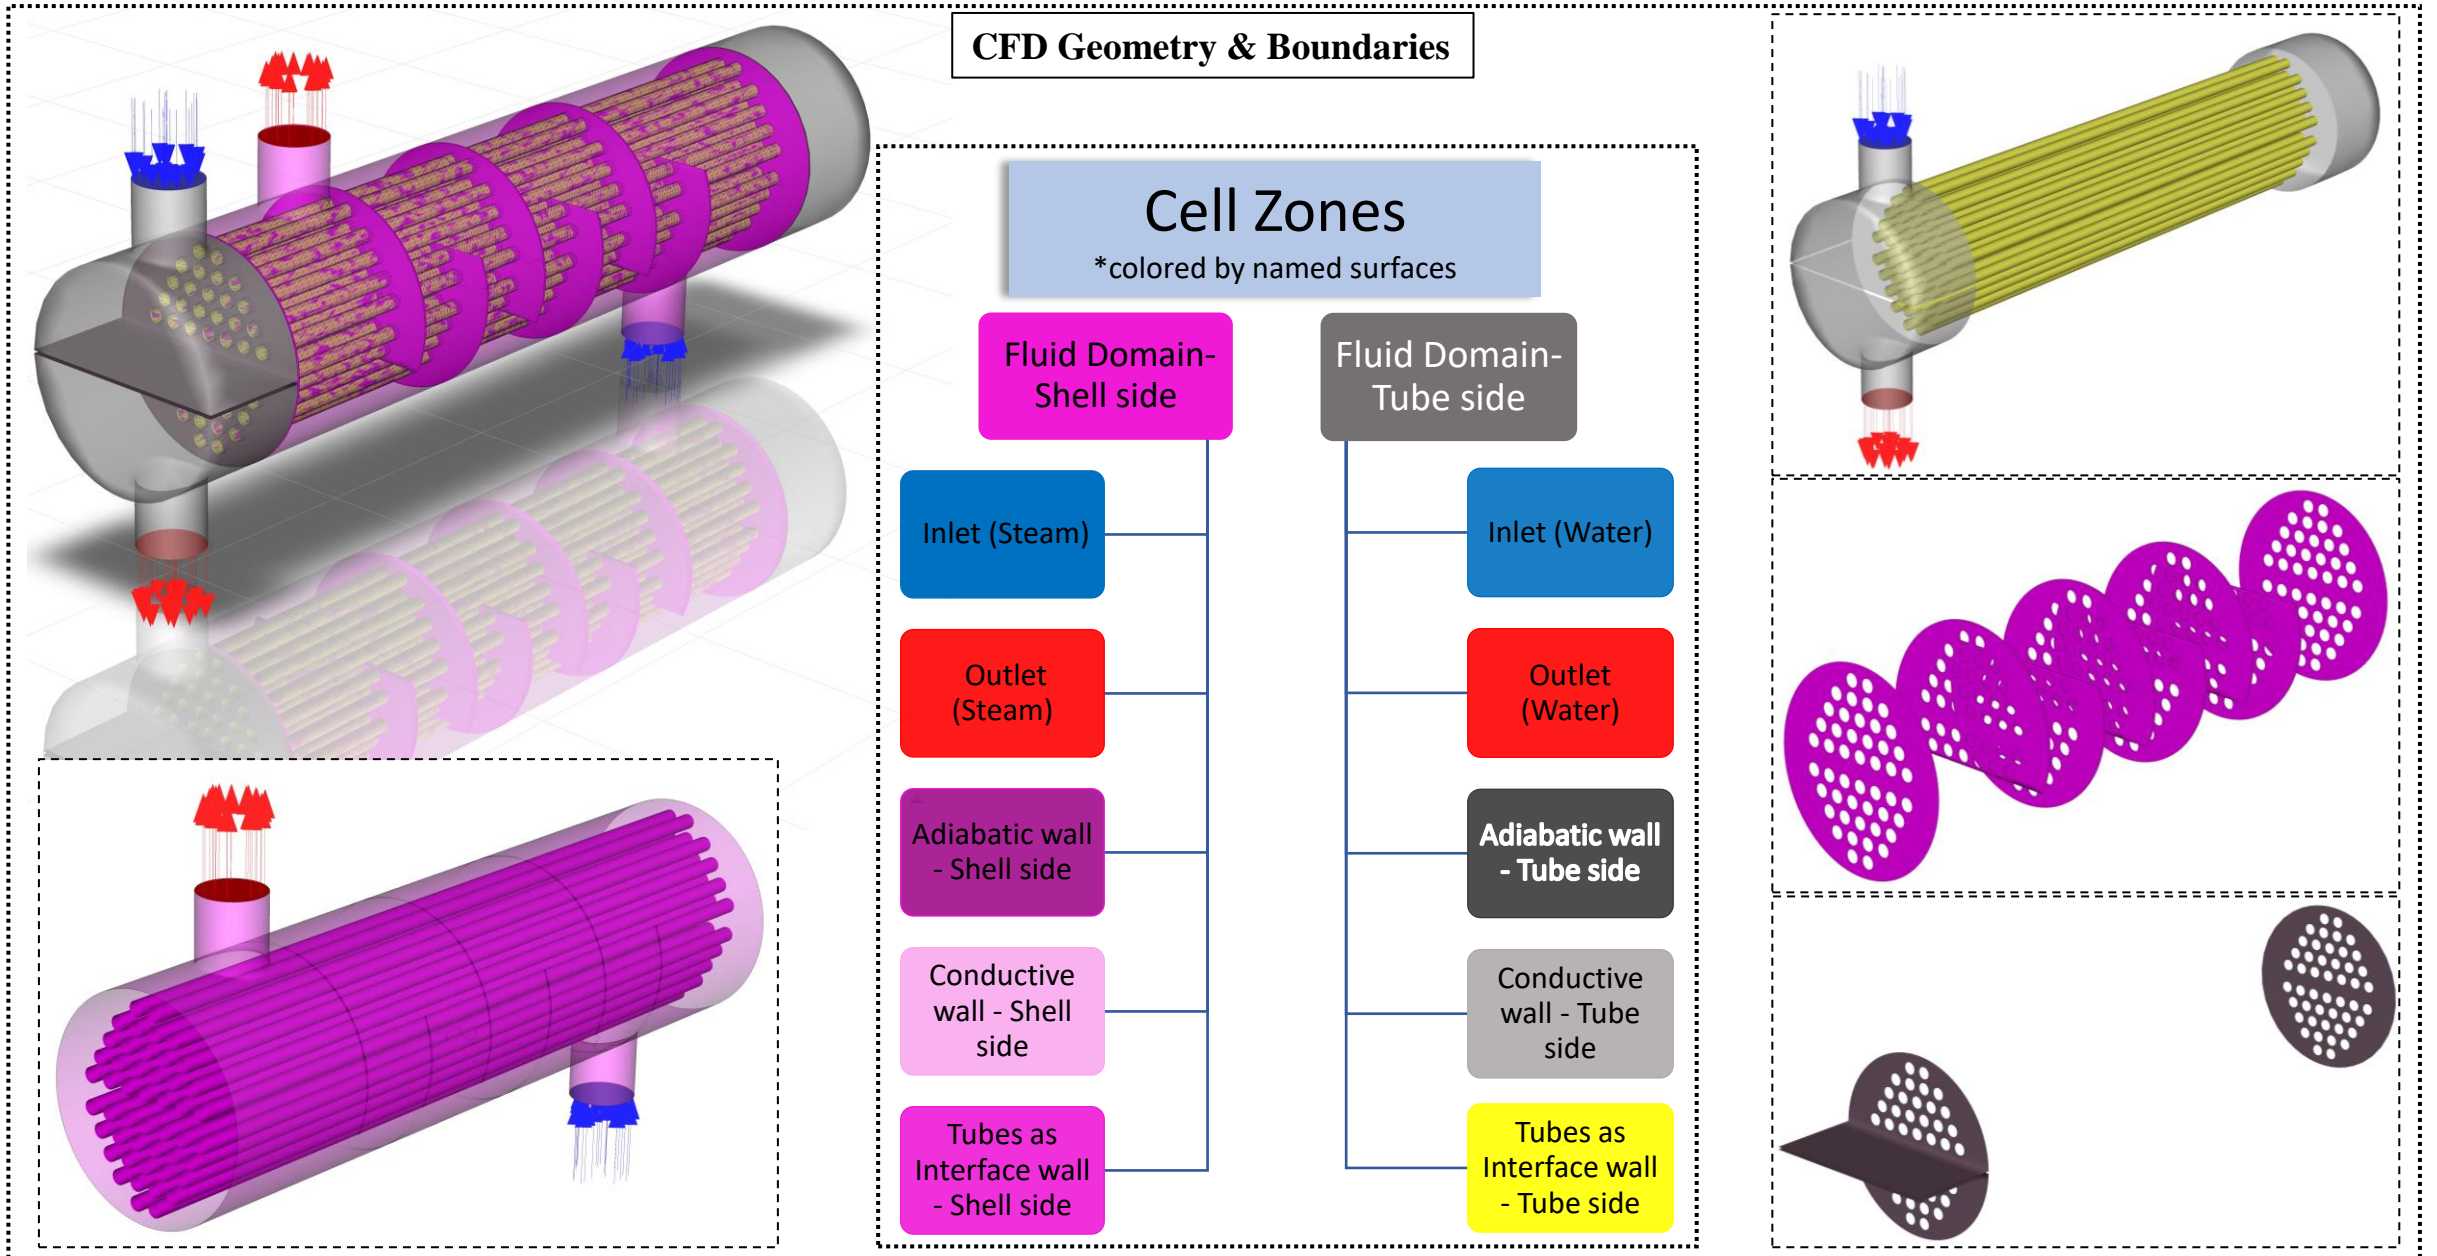 CFD Geometry & Boundaries
Cell Zones
*colored by named surfaces
Fluid Domain-
Shell side
Fluid Domain-
Tube side
Inlet (Steam)
Inlet (Water)
Outlet
(Steam)
Outlet
(Water)
Adiabatic wall
- Shell side
Adiabatic wall
- Tube side
Conductive
wall - Shell
side
Conductive
wall - Tube
side
Tubes as
Interface wall
- Shell side
Tubes as
Interface wall
- Tube side